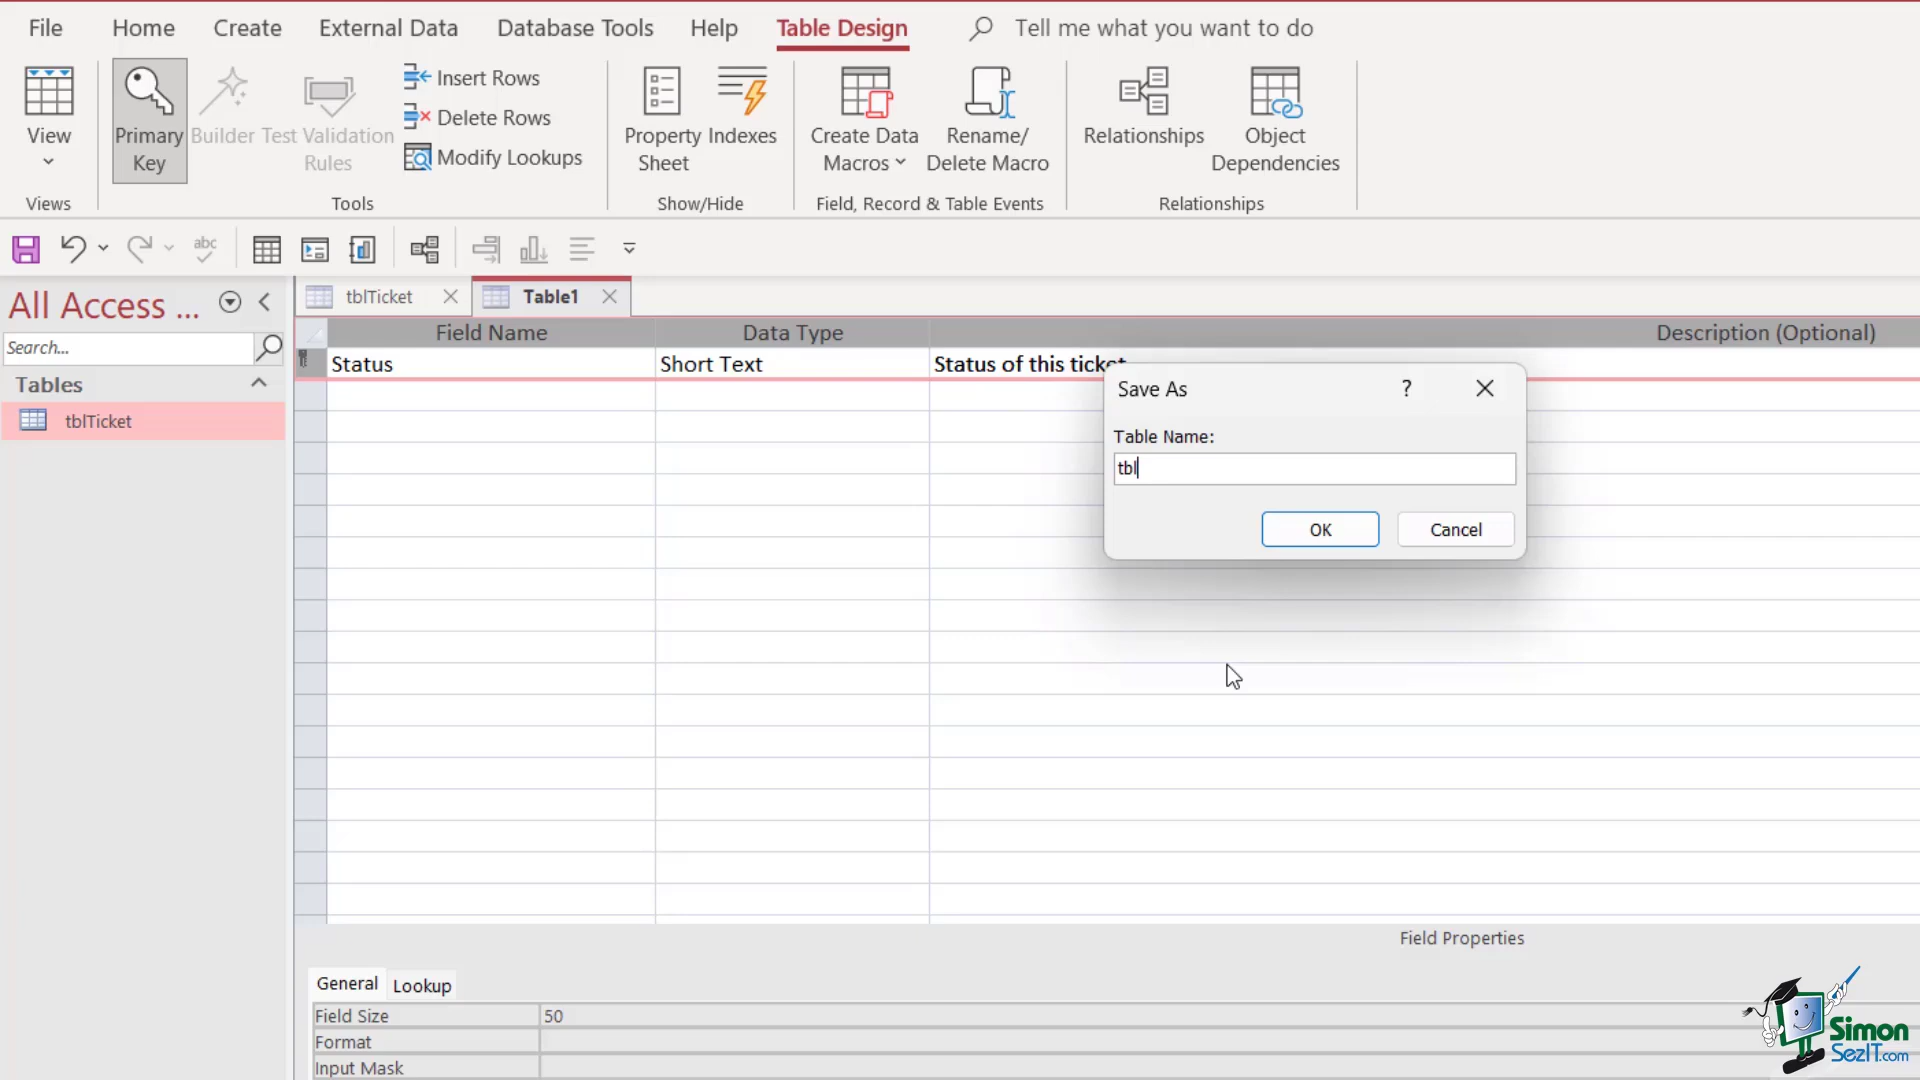 File Home Create External Data Database Tools Help Table Design Tell me what you want to do
View
Primary Key
Builder
Test Validation Rules
Insert Rows
Delete Rows
Modify Lookups
Property Sheet
Indexes
Create Data Macros
Rename/ Delete Macro
Relationships
Object Dependencies
Views Tools Show/Hide Field, Record & Table Events Relationships
abc
All Access ...
Search...
Tables
tblTicket
tblTicket Table1
Field Name Data Type Description (Optional)
Status Short Text Status of this ticket
Save As ?
Table Name:
tbl
OK Cancel
Field Properties
General Lookup
Field Size 50
Format
Input Mask
Simon
SezIT.com